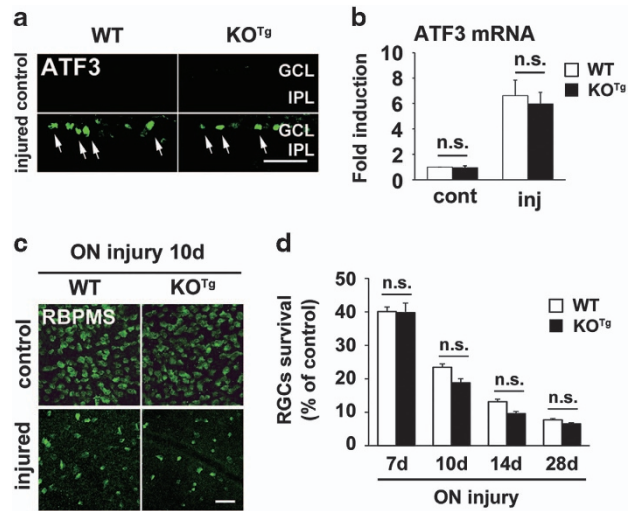 a
WT KO^Tg
ATF3
GCL
IPL
GCL
IPL
injured control
b
ATF3 mRNA
n.s.
n.s.
WT
KO^Tg
Fold induction
10
8
6
4
2
0
cont inj
c
ON injury 10d
WT KO^Tg
RBPMS
control
injured
d
n.s.
n.s.
n.s.
n.s.
WT
KO^Tg
RGCs survival
(% of control)
50
40
30
20
10
0
7d 10d 14d 28d
ON injury